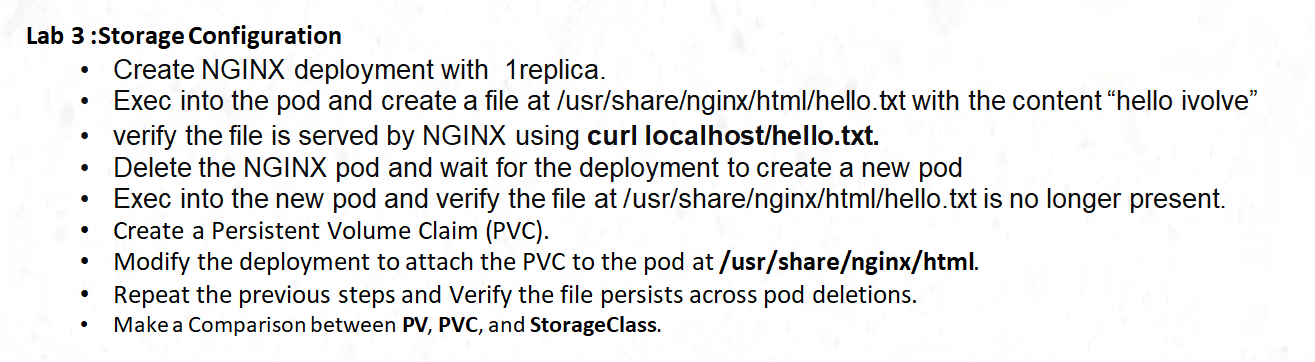 Lab 3 :Storage Configuration
• Create NGINX deployment with 1replica.
• Exec into the pod and create a file at /usr/share/nginx/html/hello.txt with the content “hello ivolve”
• verify the file is served by NGINX using curl localhost/hello.txt.
• Delete the NGINX pod and wait for the deployment to create a new pod
• Exec into the new pod and verify the file at /usr/share/nginx/html/hello.txt is no longer present.
• Create a Persistent Volume Claim (PVC).
• Modify the deployment to attach the PVC to the pod at /usr/share/nginx/html.
• Repeat the previous steps and Verify the file persists across pod deletions.
• Make a Comparison between PV, PVC, and StorageClass.